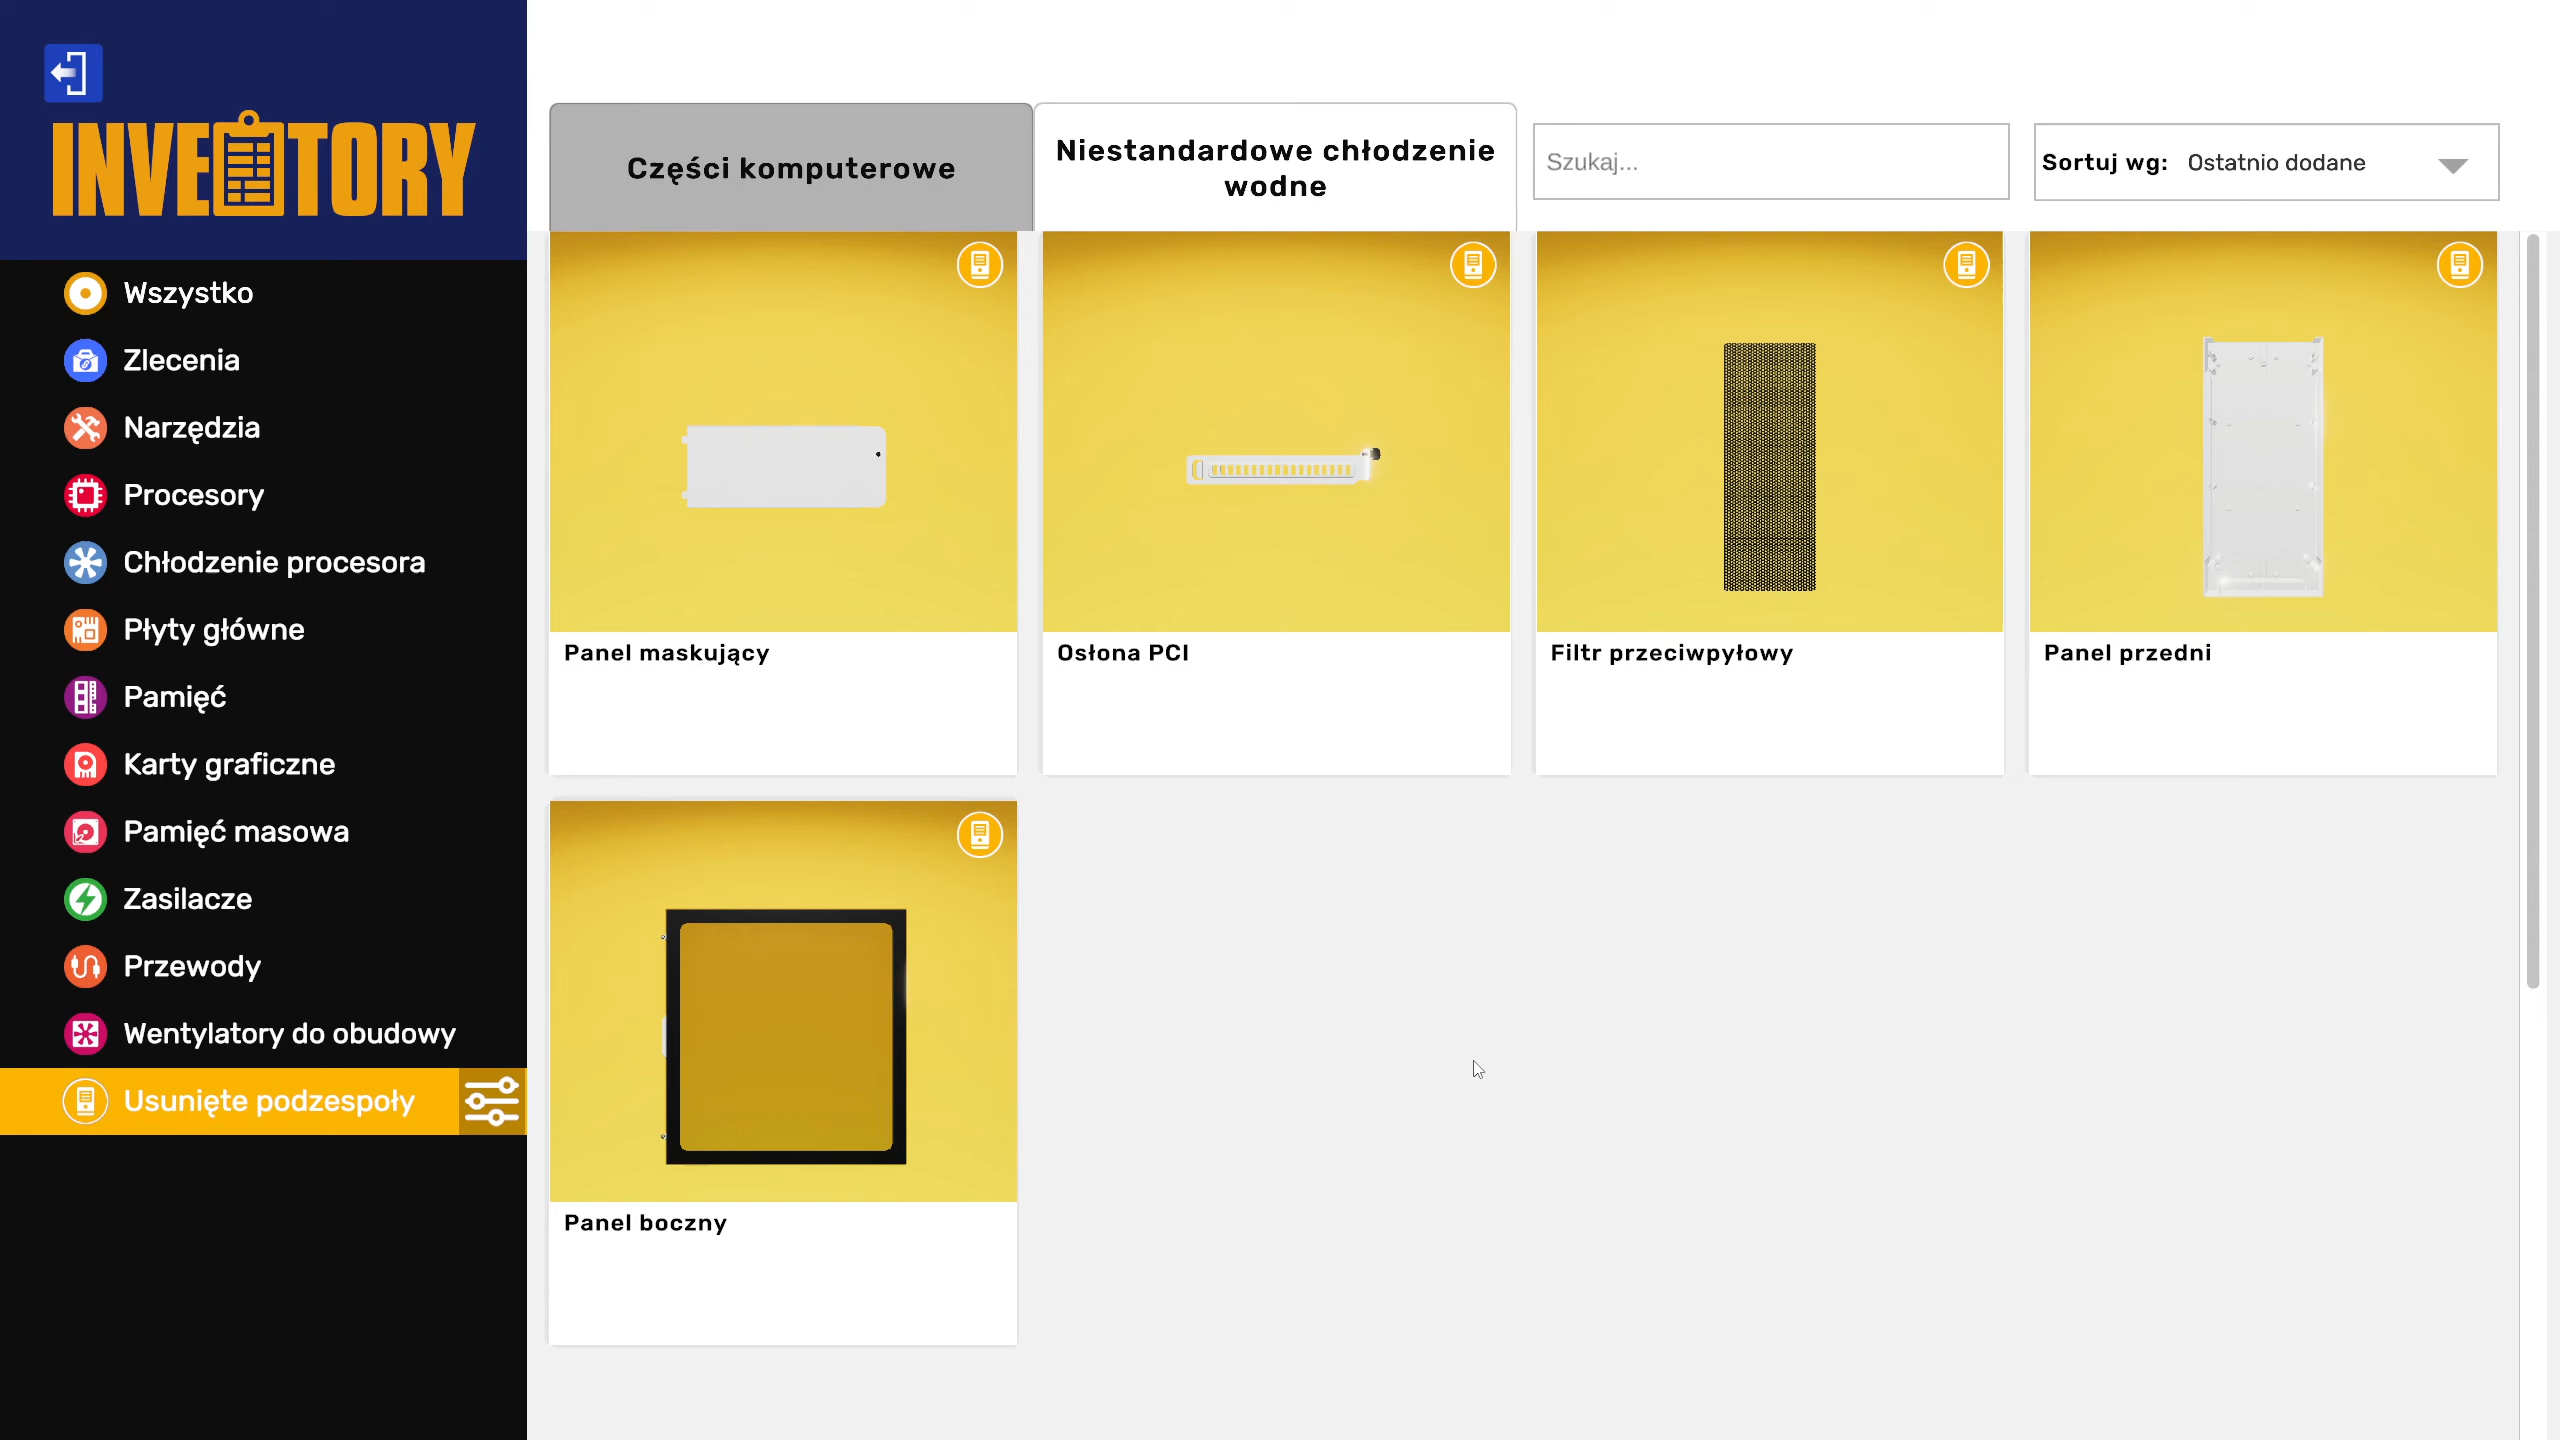 INVENTORY
Wszystko
Zlecenia
Narzędzia
Procesory
Chłodzenie procesora
Płyty główne
Pamięć
Karty graficzne
Pamięć masowa
Zasilacze
Przewody
Wentylatory do obudowy
Usunięte podzespoły
Części komputerowe
Niestandardowe chłodzenie
wodne
Szukaj...
Sortuj wg: Ostatnio dodane
Panel maskujący
Osłona PCI
Filtr przeciwpyłowy
Panel przedni
Panel boczny